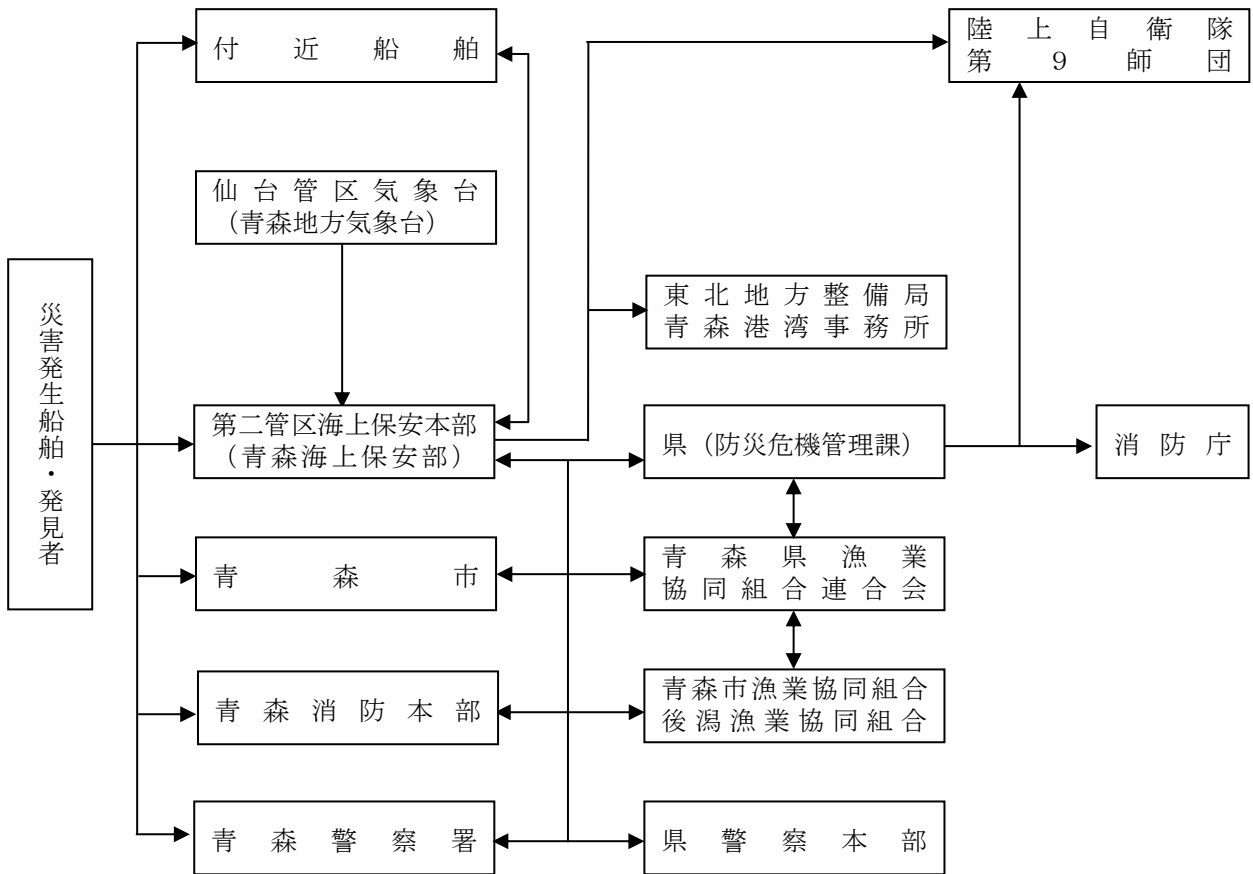 付近船舶
陸上自衛隊
第9師団
仙台管区気象台
（青森地方気象台）
災害発生船舶・発見者
東北地方整備局
青森港湾事務所
第二管区海上保安本部
（青森海上保安部）
県（防災危機管理課）
消防庁
青森市
青森県漁業
協同組合連合会
青森消防本部
青森市漁業協同組合
後潟漁業協同組合
青森警察署
県警察本部